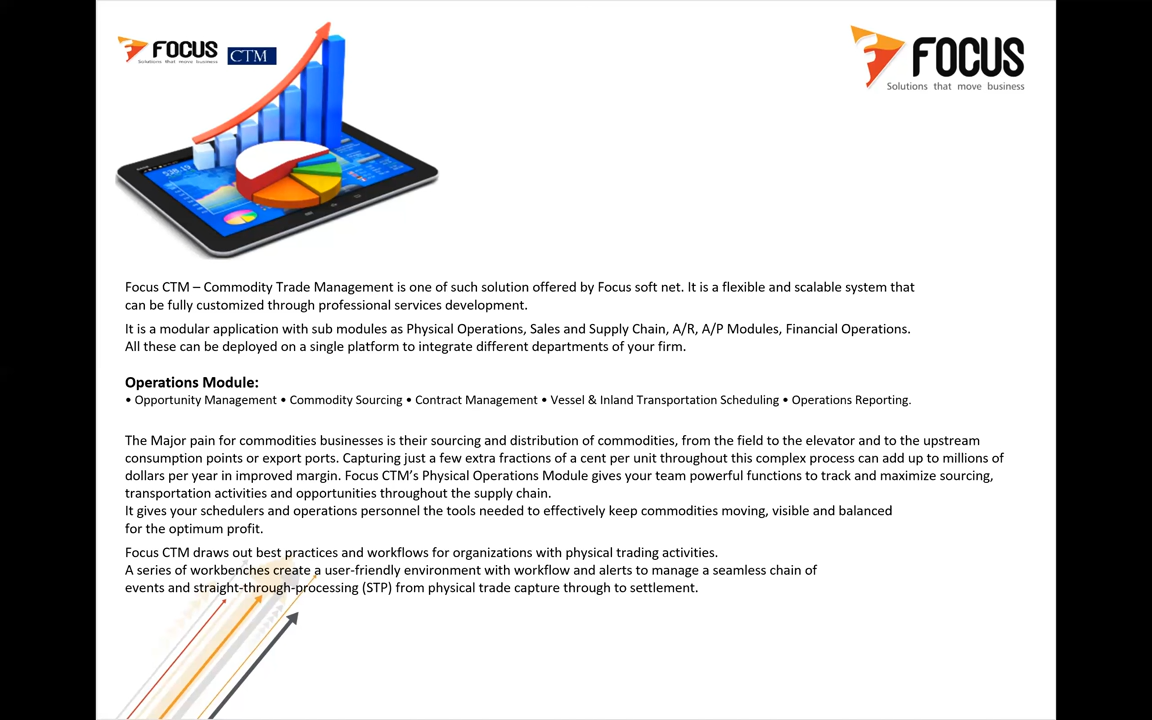 FOCUS
Solutions that move business
CTM
FOCUS
Solutions that move business
Focus CTM – Commodity Trade Management is one of such solution offered by Focus soft net. It is a flexible and scalable system that
can be fully customized through professional services development.
It is a modular application with sub modules as Physical Operations, Sales and Supply Chain, A/R, A/P Modules, Financial Operations.
All these can be deployed on a single platform to integrate different departments of your firm.
Operations Module:
• Opportunity Management • Commodity Sourcing • Contract Management • Vessel & Inland Transportation Scheduling • Operations Reporting.
The Major pain for commodities businesses is their sourcing and distribution of commodities, from the field to the elevator and to the upstream
consumption points or export ports. Capturing just a few extra fractions of a cent per unit throughout this complex process can add up to millions of
dollars per year in improved margin. Focus CTM’s Physical Operations Module gives your team powerful functions to track and maximize sourcing,
transportation activities and opportunities throughout the supply chain.
It gives your schedulers and operations personnel the tools needed to effectively keep commodities moving, visible and balanced
for the optimum profit.
Focus CTM draws out best practices and workflows for organizations with physical trading activities.
A series of workbenches create a user-friendly environment with workflow and alerts to manage a seamless chain of
events and straight-through-processing (STP) from physical trade capture through to settlement.